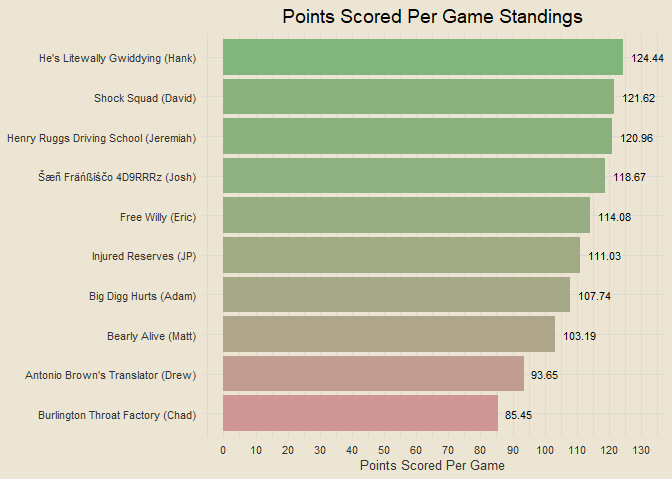 Points Scored Per Game Standings
He's Litewally Gwiddying (Hank) 124.44
Shock Squad (David) 121.62
Henry Ruggs Driving School (Jeremiah) 120.96
Šæñ Fräńßïščo 4D9RRRz (Josh) 118.67
Free Willy (Eric) 114.08
Injured Reserves (JP) 111.03
Big Digg Hurts (Adam) 107.74
Bearly Alive (Matt) 103.19
Antonio Brown's Translator (Drew) 93.65
Burlington Throat Factory (Chad) 85.45
0 10 20 30 40 50 60 70 80 90 100 110 120 130
Points Scored Per Game